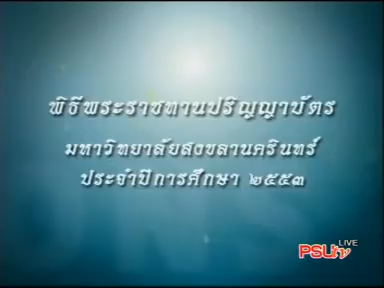 พิธีพระราชทานปริญญาบัตร
มหาวิทยาลัยสงขลานครินทร์
ประจำปีการศึกษา ๒๕๕๓
LIVE
PSUtv